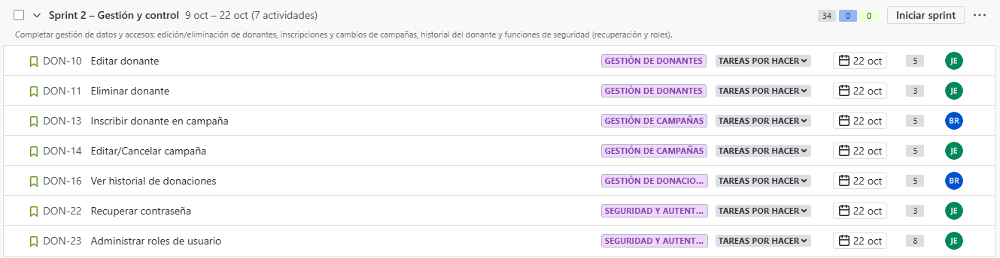 Sprint 2 – Gestión y control 9 oct – 22 oct (7 actividades) 34 0 0 Iniciar sprint
Completar gestión de datos y accesos: edición/eliminación de donantes, inscripciones y cambios de campañas, historial del donante y funciones de seguridad (recuperación y roles).
DON-10 Editar donante GESTIÓN DE DONANTES TAREAS POR HACER 22 oct 5 JE
DON-11 Eliminar donante GESTIÓN DE DONANTES TAREAS POR HACER 22 oct 3 JE
DON-13 Inscribir donante en campaña GESTIÓN DE CAMPAÑAS TAREAS POR HACER 22 oct 5 BR
DON-14 Editar/Cancelar campaña GESTIÓN DE CAMPAÑAS TAREAS POR HACER 22 oct 5 JE
DON-16 Ver historial de donaciones GESTIÓN DE DONACIO... TAREAS POR HACER 22 oct 5 BR
DON-22 Recuperar contraseña SEGURIDAD Y AUTENT... TAREAS POR HACER 22 oct 3 JE
DON-23 Administrar roles de usuario SEGURIDAD Y AUTENT... TAREAS POR HACER 22 oct 8 JE